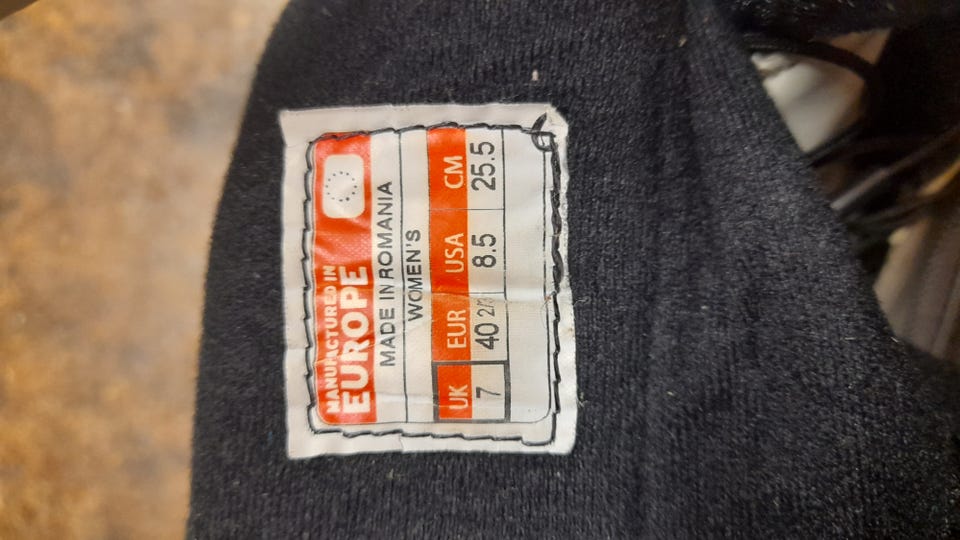 MANUFACTURED IN
EUROPE
MADE IN ROMANIA
WOMEN'S
UK EUR USA CM
7 40 2/3 8.5 25.5